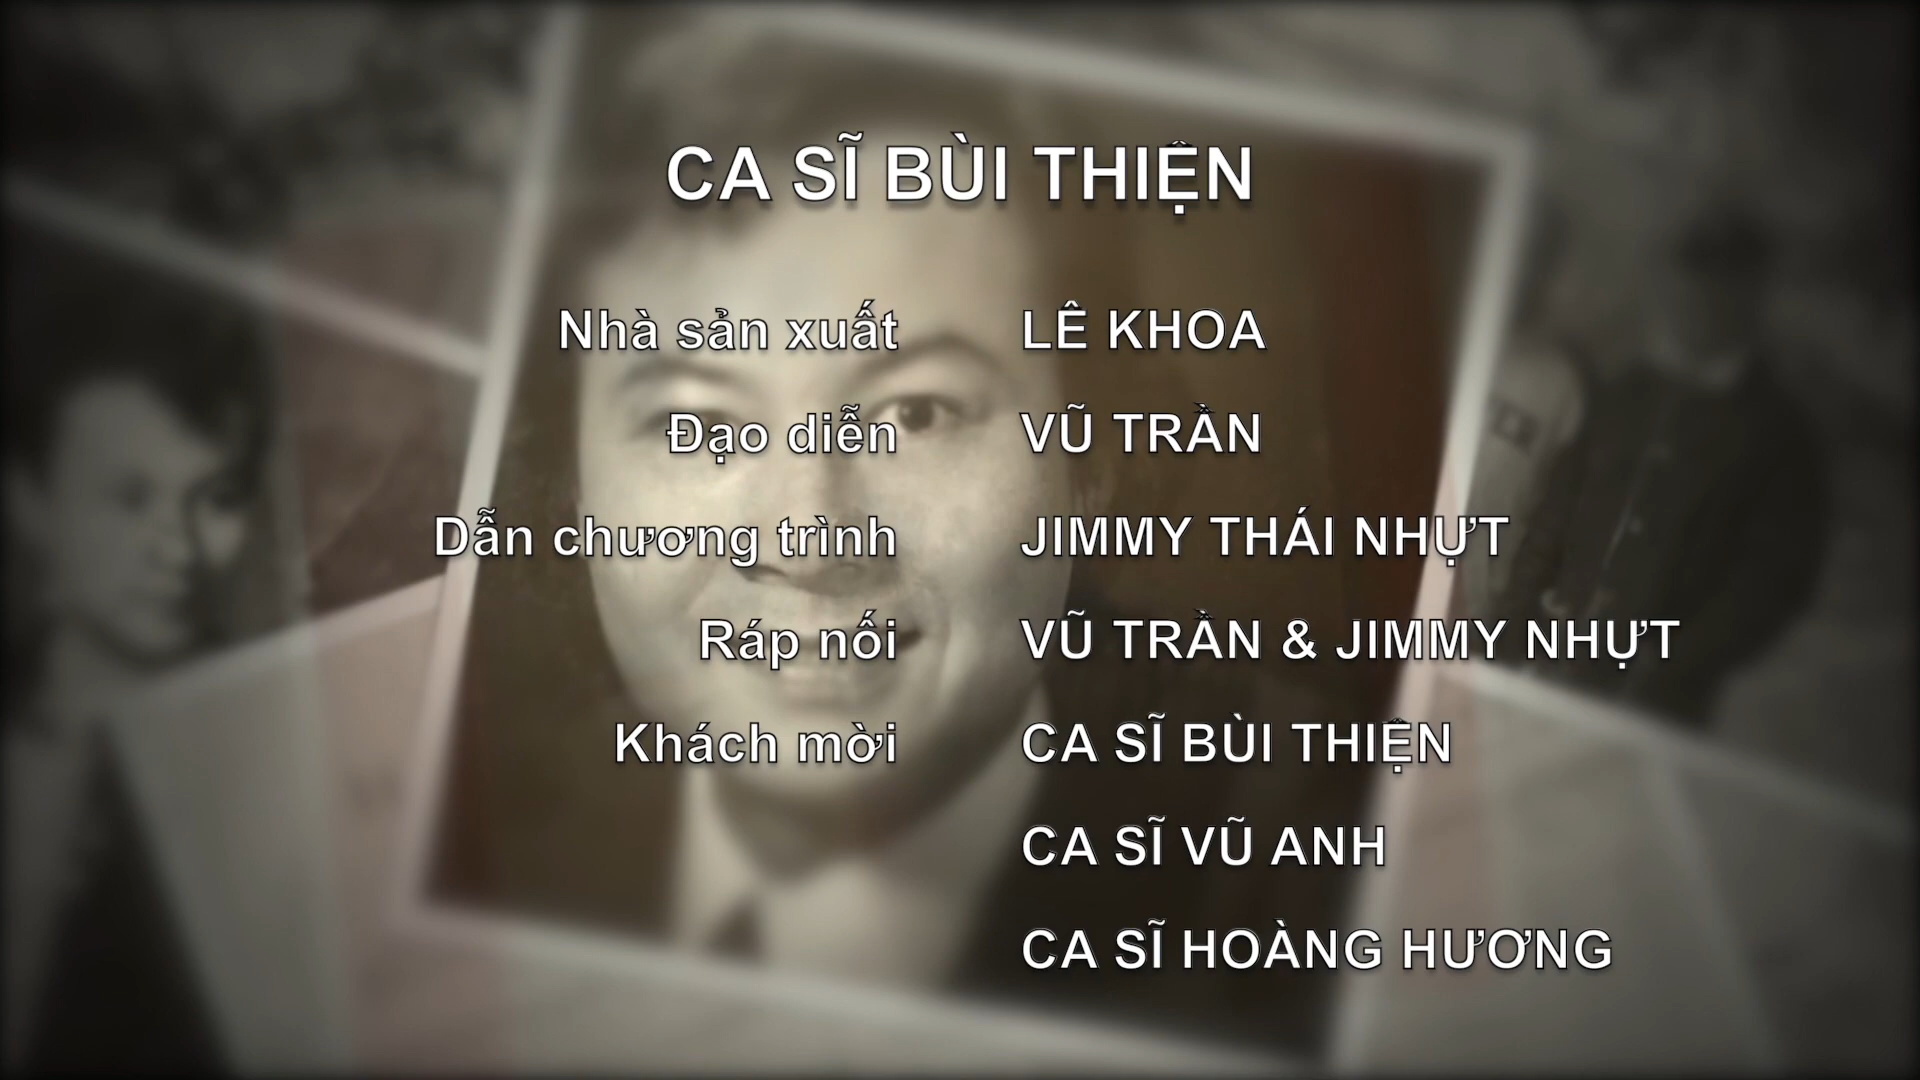 CA SĨ BÙI THIỆN
Nhà sản xuất LÊ KHOA
Đạo diễn VŨ TRẦN
Dẫn chương trình JIMMY THÁI NHỰT
Ráp nối VŨ TRẦN & JIMMY NHỰT
Khách mời CA SĨ BÙI THIỆN
CA SĨ VŨ ANH
CA SĨ HOÀNG HƯƠNG